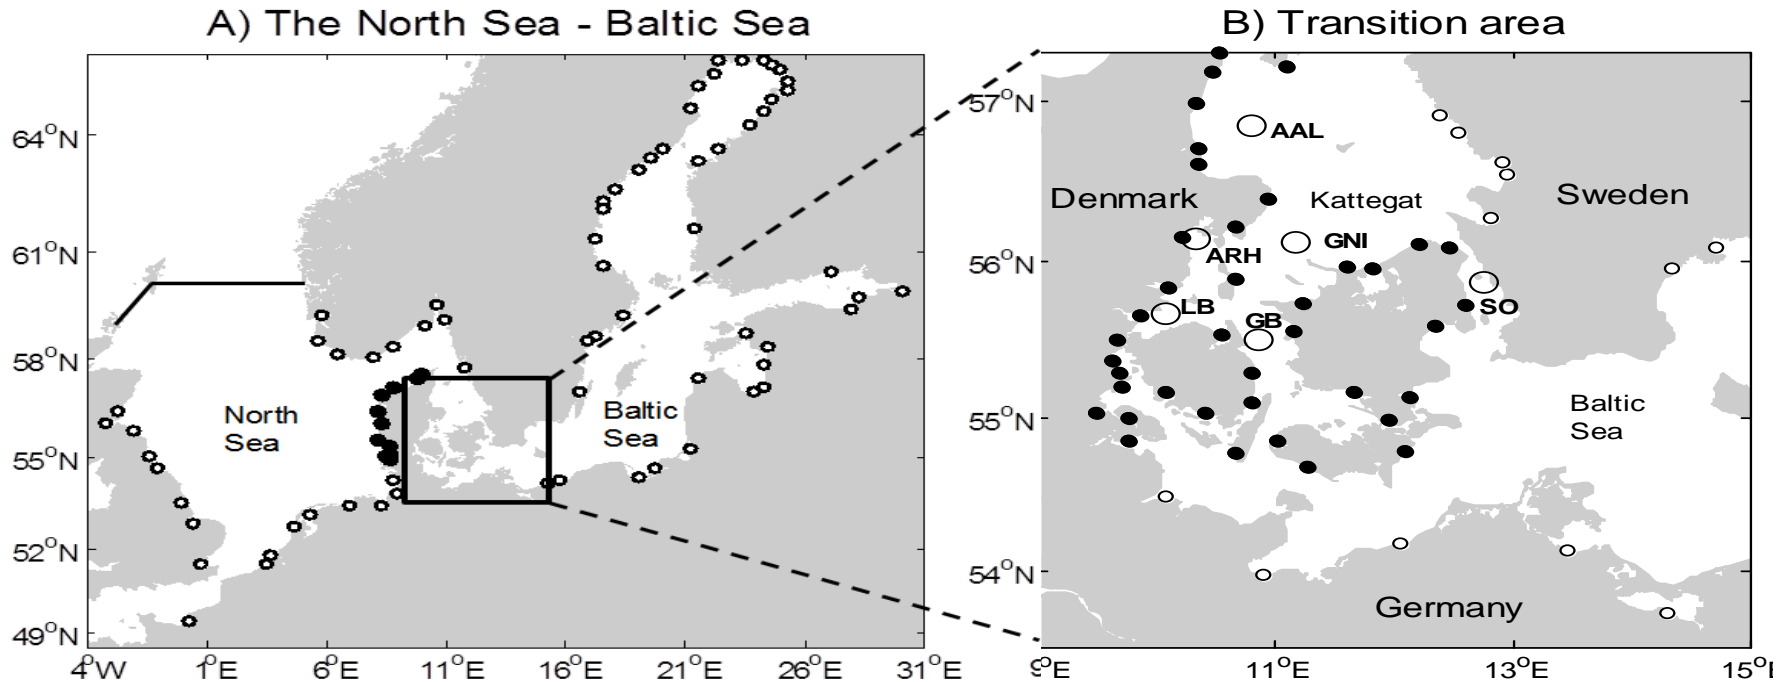 A) The North Sea - Baltic Sea
64°N
61°N
58°N
55°N
52°N
49°N
4°W
1°E
6°E
11°E
16°E
21°E
26°E
31°E
North
Sea
Baltic
Sea
B) Transition area
57°N
56°N
55°N
54°N
9°E
11°E
13°E
15°E
AAL
Denmark
Kattegat
Sweden
GNI
ARH
LB
GB
SO
Baltic
Sea
Germany